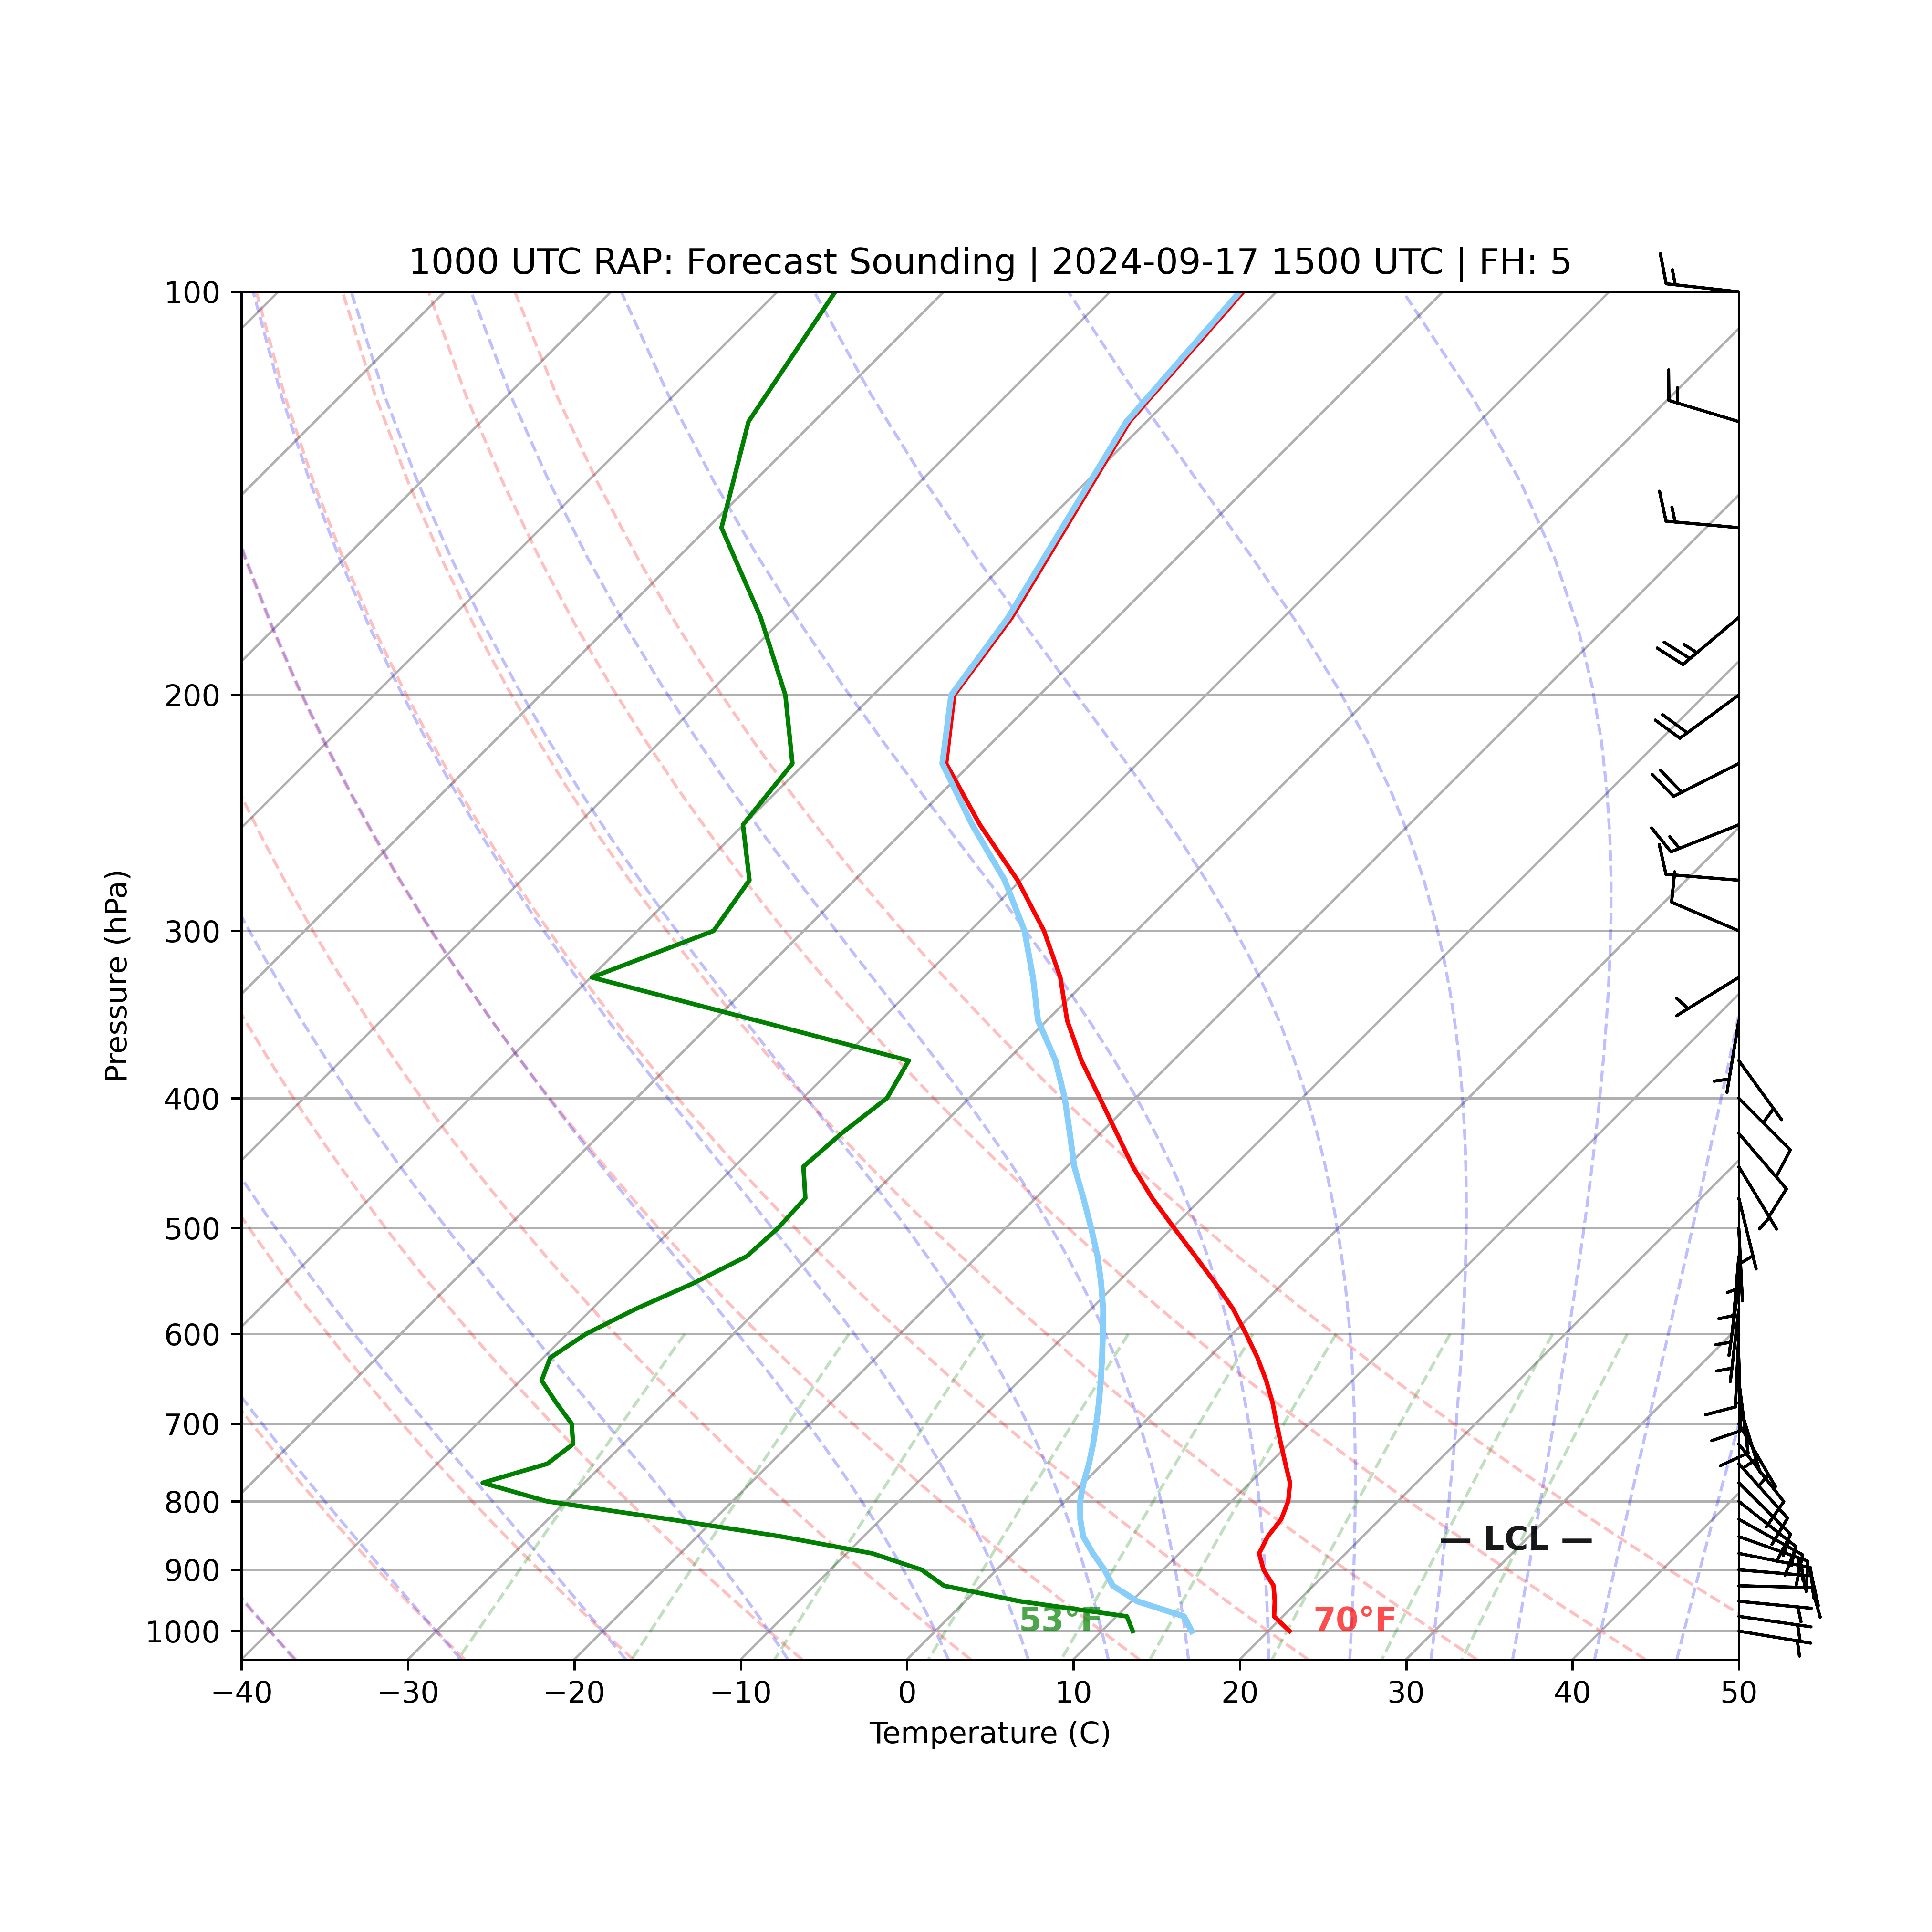 1000 UTC RAP: Forecast Sounding | 2024-09-17 1500 UTC | FH: 5
100
200
300
400
500
600
700
800
900
1000
Pressure (hPa)
— LCL —
53°F
70°F
−40 −30 −20 −10 0 10 20 30 40 50
Temperature (C)